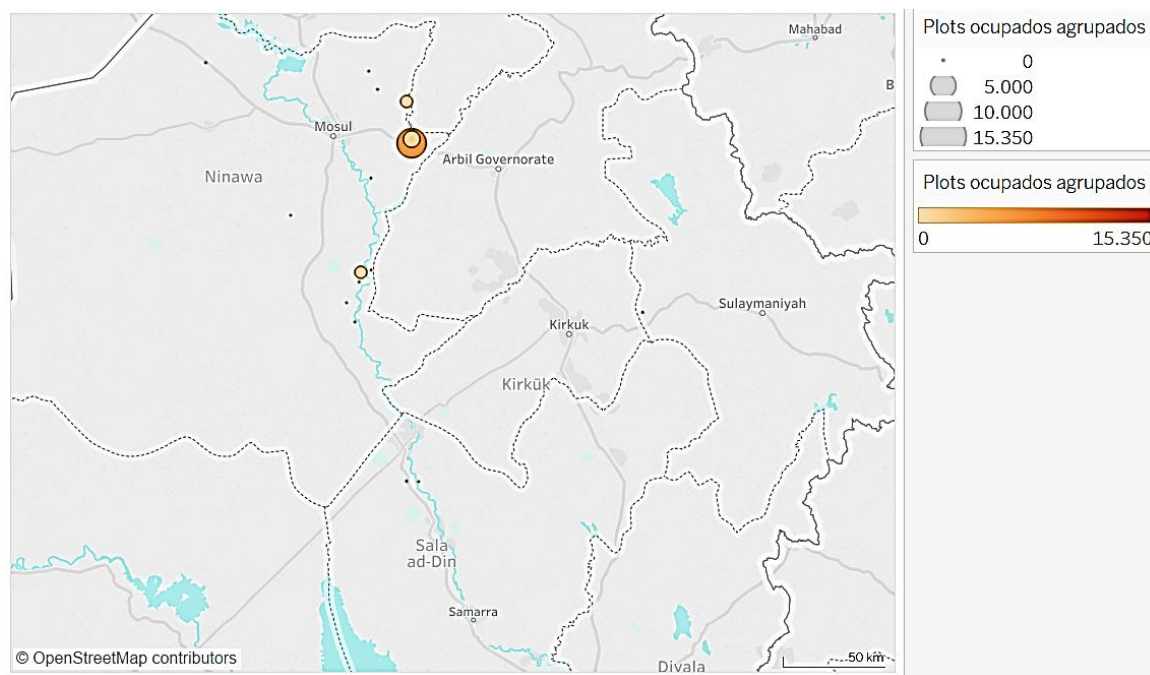 Mahabad
B
Mosul
Arbil Governorate
Ninawa
Sulaymaniyah
Kirkuk
Kirkūk
Sala
ad-Din
Samarra
Diyala
© OpenStreetMap contributors
50 km
Plots ocupados agrupados
0
5.000
10.000
15.350
Plots ocupados agrupados
0
15.350